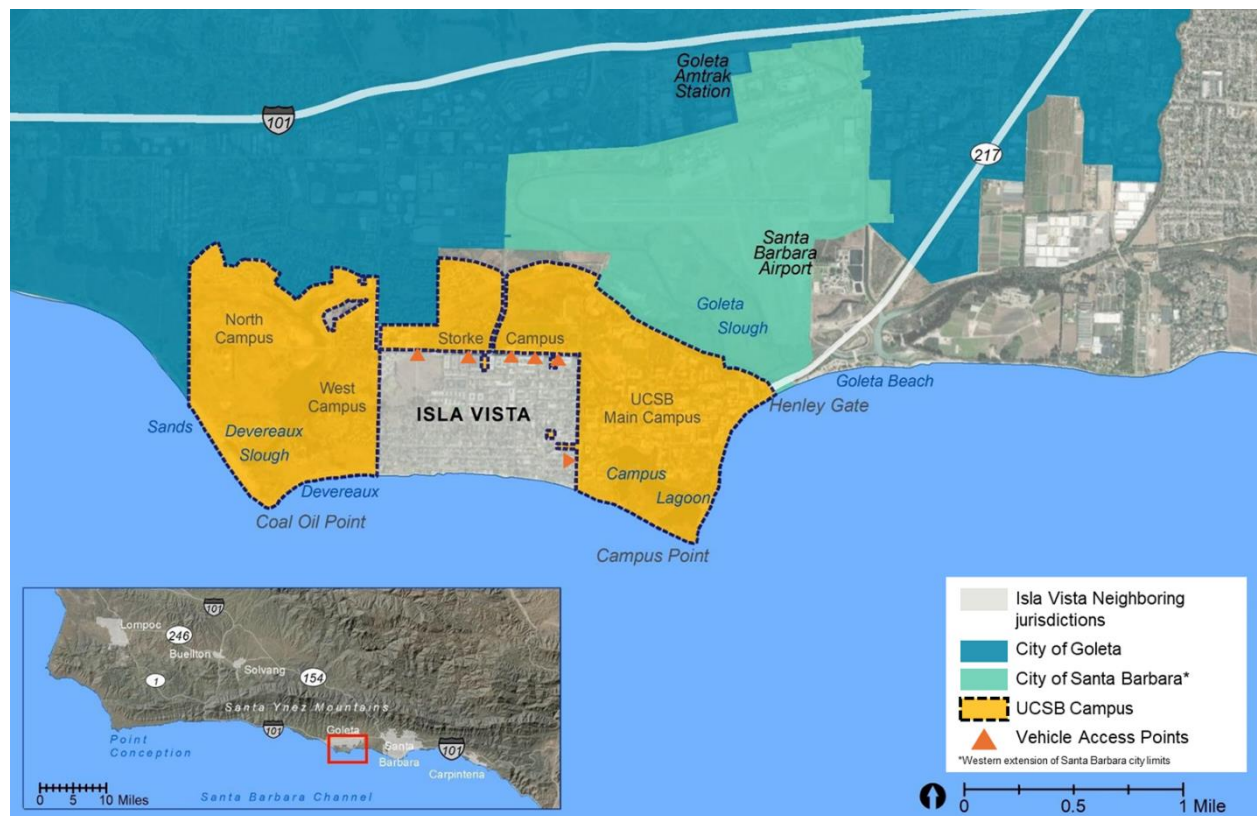 Goleta
Amtrak
Station
101
217
Santa
Barbara
Airport
Goleta
Slough
North
Campus
Storke Campus
West
Campus
UCSB
Main Campus
ISLA VISTA
Goleta Beach
Henley Gate
Sands
Devereaux
Slough
Devereaux
Campus
Lagoon
Coal Oil Point
Campus Point
101
Lompoc
246
Buellton
Solvang
1
154
Santa Ynez Mountains
101
Goleta
Point
Conception
Santa
Barbara
101
Carpinteria
0 5 10 Miles
Santa Barbara Channel
Isla Vista Neighboring
jurisdictions
City of Goleta
City of Santa Barbara*
UCSB Campus
Vehicle Access Points
*Western extension of Santa Barbara city limits
0 0.5 1 Mile